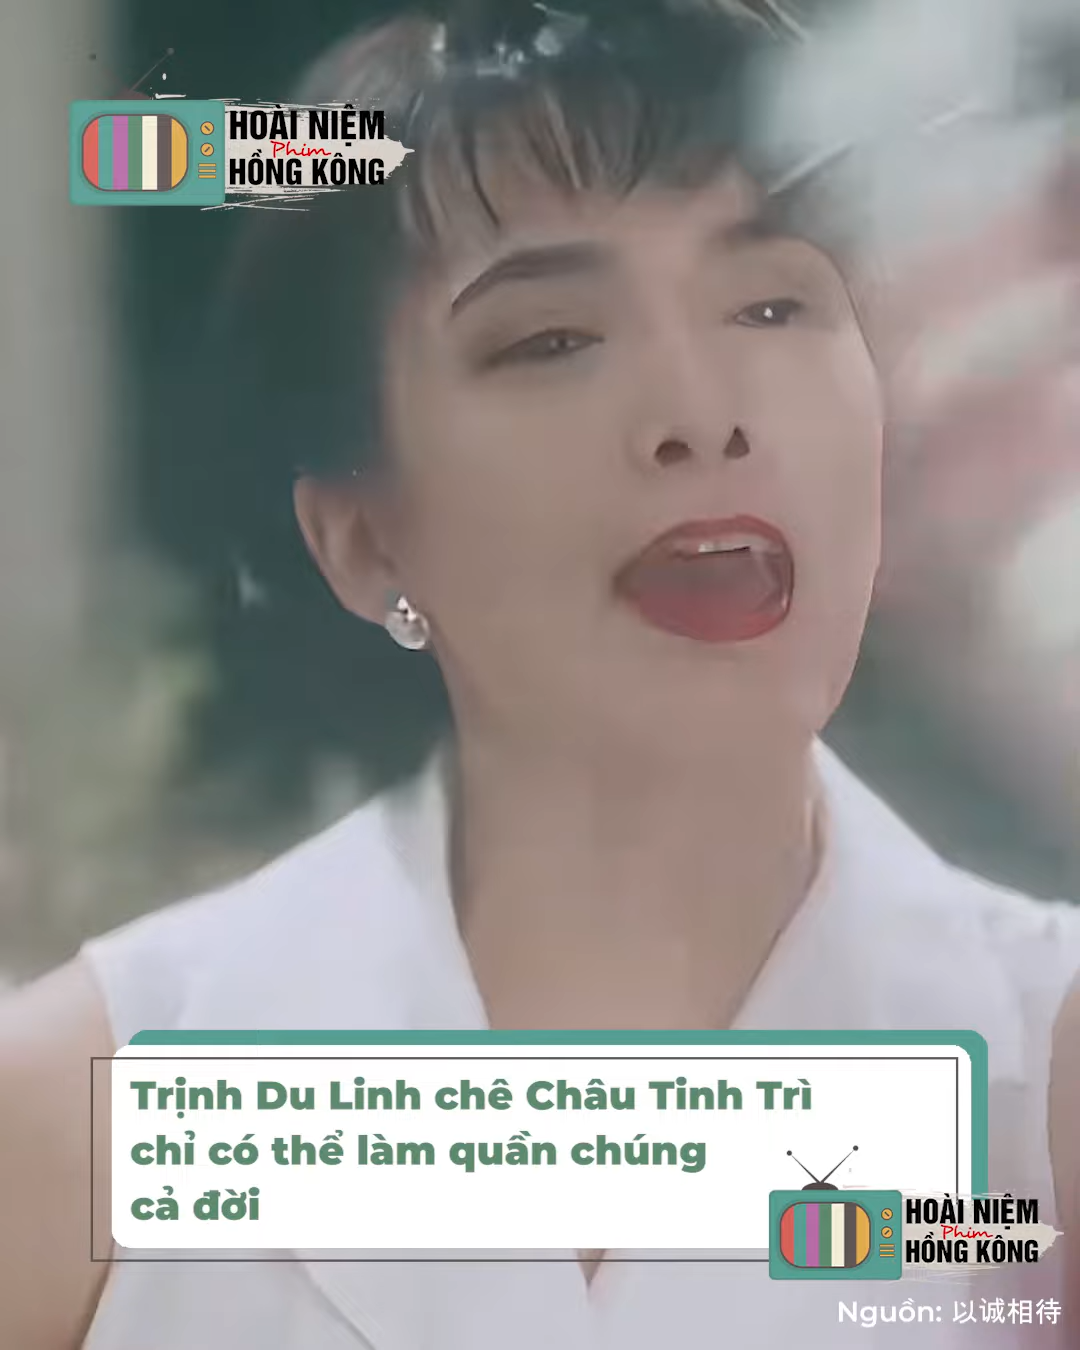 HOÀI NIỆM
Phim
HỒNG KÔNG
Trịnh Du Linh chê Châu Tinh Trì
chỉ có thể làm quần chúng
cả đời
HOÀI NIỆM
Phim
HỒNG KÔNG
Nguồn: 以诚相待